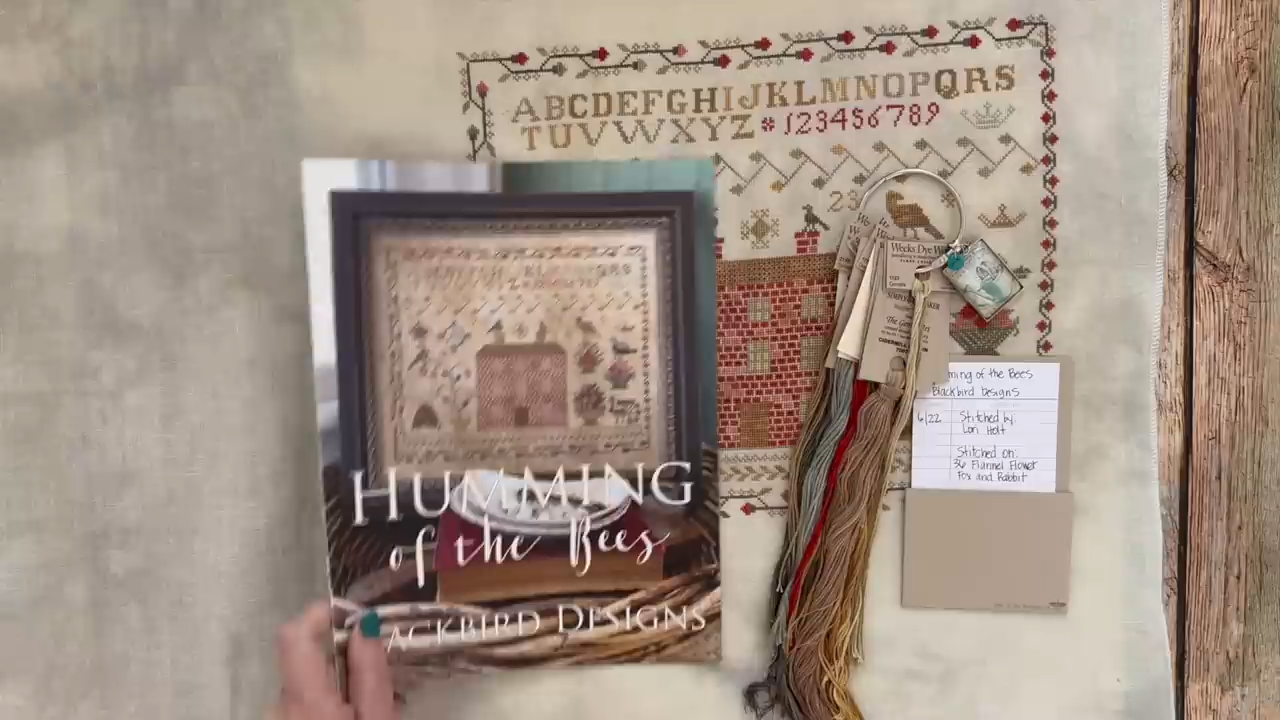 ABCDEFGHIJKLMNOPQRS
TUVWXYZ 123456789
23
HUMMING
of the Bees
ACKBIRD DESIGNS
Weeks Dye W
ming of the Bees
Blackbird Designs
6/22 Stitched by:
Lori Holt
Stitched on:
36 Flannel Flower
Fox and Rabbit